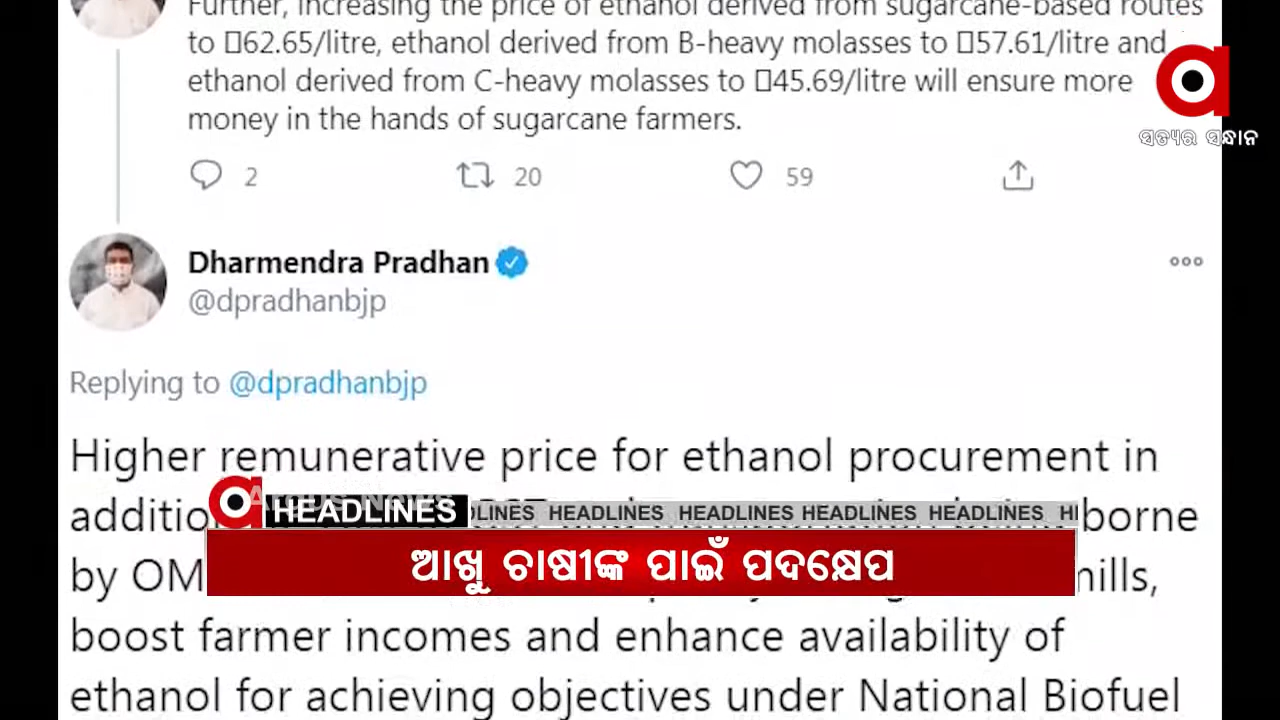 Further, increasing the price of ethanol derived from sugarcane-based routes
to ▯62.65/litre, ethanol derived from B-heavy molasses to ▯57.61/litre and
ethanol derived from C-heavy molasses to ▯45.69/litre will ensure more
money in the hands of sugarcane farmers.
ସତ୍ୟର ସନ୍ଧାନ
2 20 59
Dharmendra Pradhan
@dpradhanbjp
Replying to @dpradhanbjp
Higher remunerative price for ethanol procurement in
borne
by
HEADLINES HEADLINES HEADLINES HEADLINES HEADLINES
ଆଖୁ ଚାଷୀଙ୍କ ପାଇଁ ପଦକ୍ଷେପ
boost farmer incomes and enhance availability of
ethanol for achieving objectives under National Biofuel